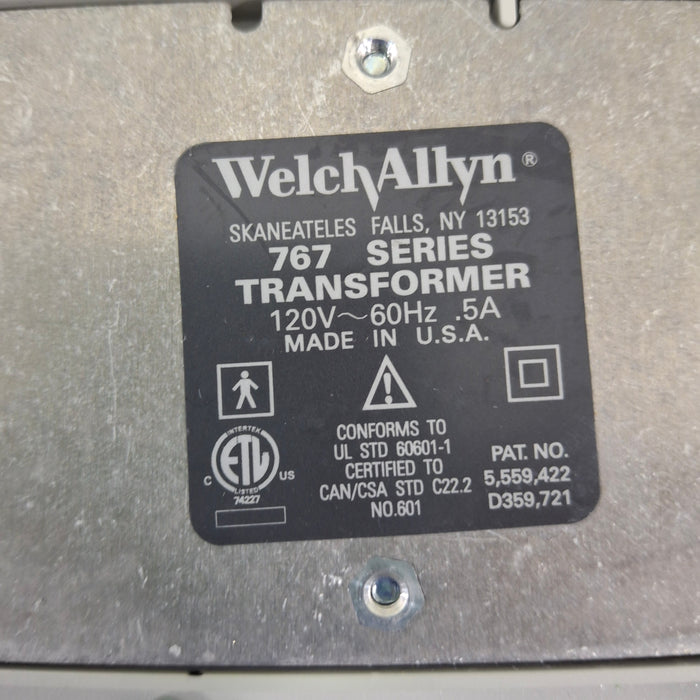 WelchAllyn®
SKANEATELES FALLS, NY 13153
767 SERIES
TRANSFORMER
120V~60Hz .5A
MADE IN U.S.A.
INTERTEK
C ETL US
LISTED
74227
CONFORMS TO
UL STD 60601-1
CERTIFIED TO
CAN/CSA STD C22.2
NO.601
PAT. NO.
5,559,422
D359,721